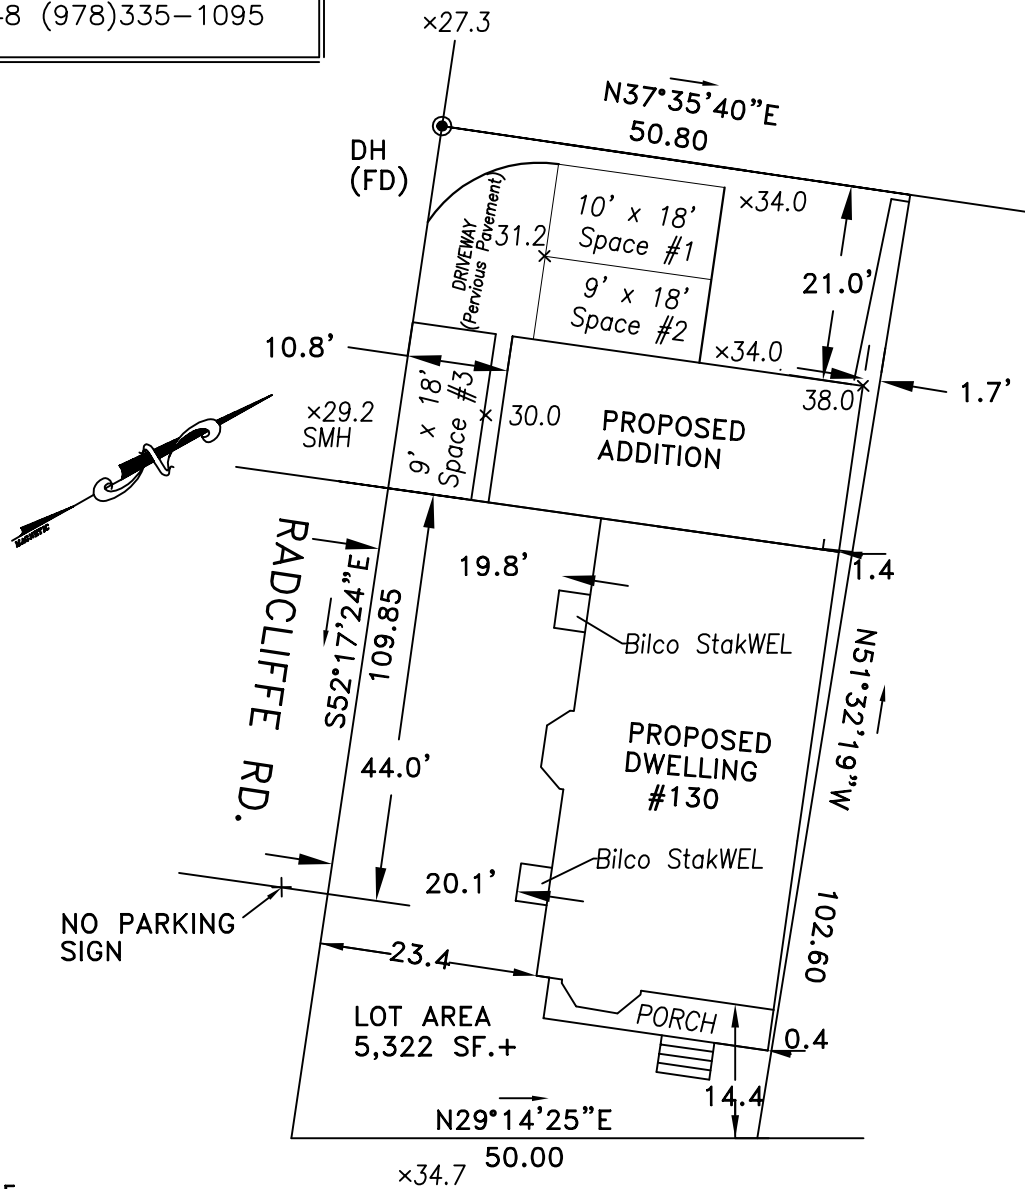 -8 (978)335-1095
×27.3
N37°35'40"E
50.80
DH
(FD)
×34.0
10' x 18'
Space #1
DRIVEWAY
(Pervious Pavement)
31.2
9' x 18'
Space #2
21.0'
10.8'
×34.0
38.0
1.7'
×29.2
SMH
9' x 18'
Space #3
30.0
PROPOSED
ADDITION
MAGNETIC
RADCLIFFE RD.
S52°17'24"E
109.85
19.8'
1.4
Bilco StakWEL
N51°32'19"W
102.60
PROPOSED
DWELLING
#130
44.0'
Bilco StakWEL
20.1'
NO PARKING
SIGN
23.4
LOT AREA
5,322 SF.+
PORCH
0.4
14.4
N29°14'25"E
50.00
×34.7